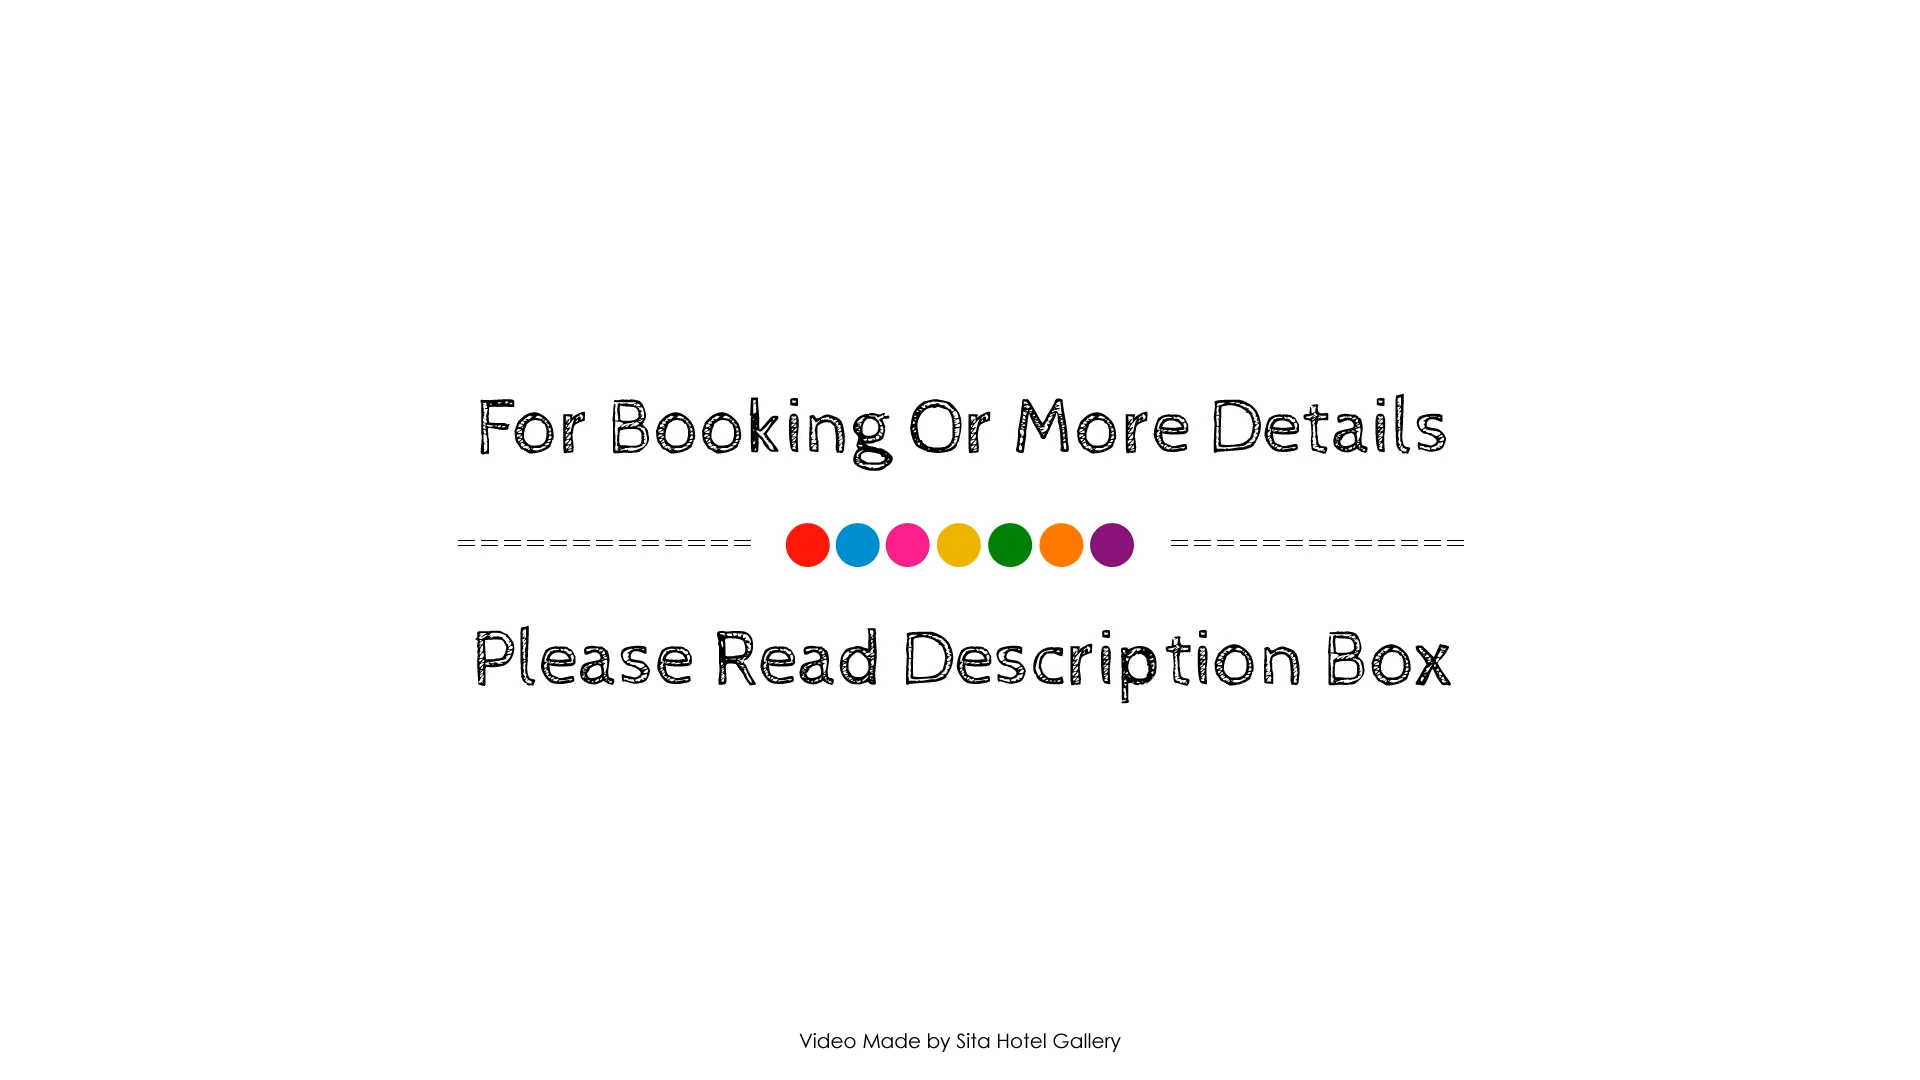 For Booking Or More Details
============= =============
Please Read Description Box
Video Made by Sita Hotel Gallery